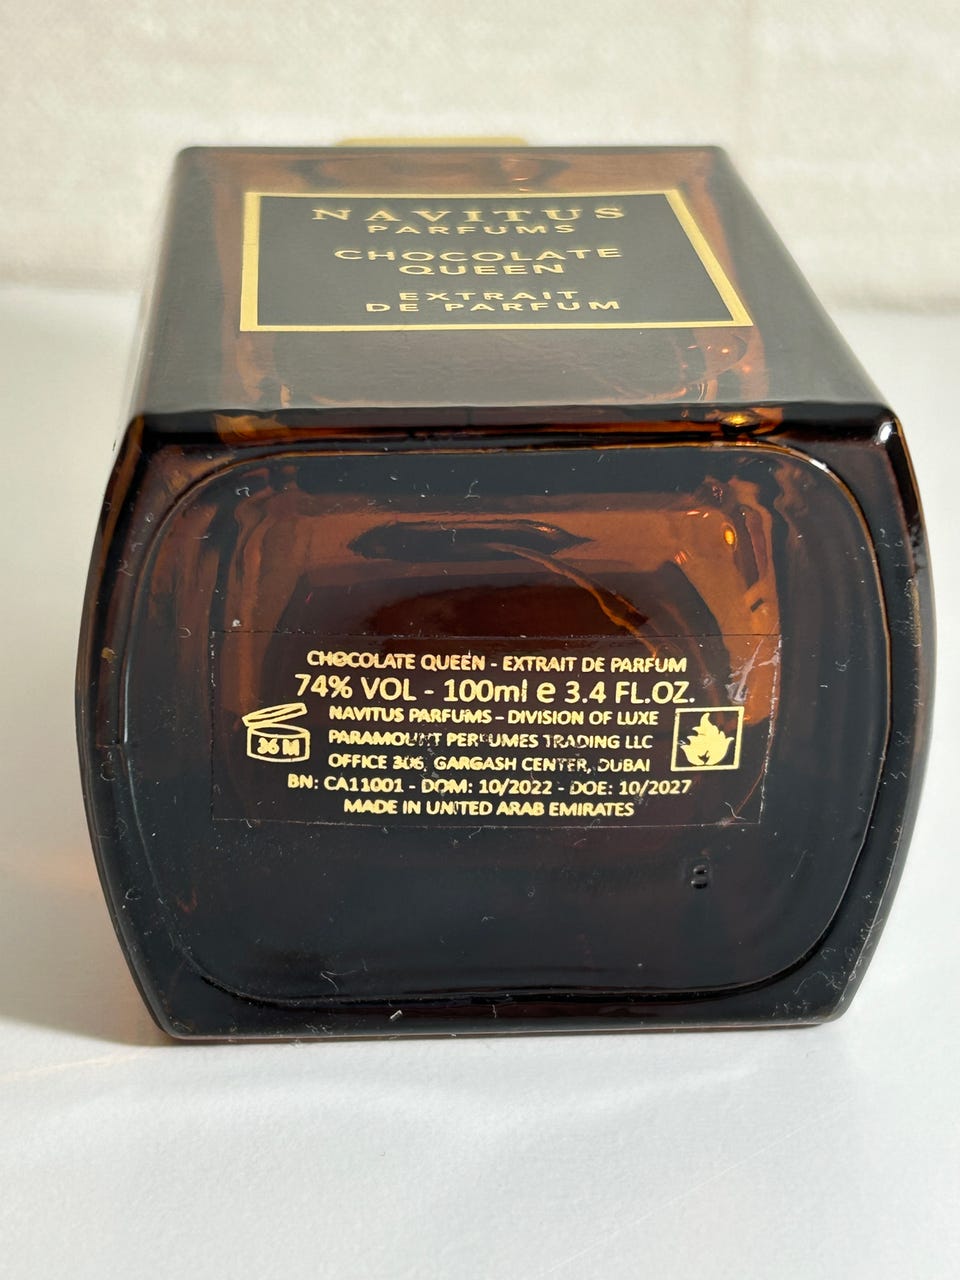 NAVITUS
PARFUMS
CHOCOLATE
QUEEN
EXTRAIT
DE PARFUM
CHOCOLATE QUEEN - EXTRAIT DE PARFUM
74% VOL - 100ml e 3.4 FL.OZ.
NAVITUS PARFUMS - DIVISION OF LUXE
PARAMOUNT PERFUMES TRADING LLC
36 M
OFFICE 306, GARGASH CENTER, DUBAI
BN: CA11001 - DOM: 10/2022 - DOE: 10/2027
MADE IN UNITED ARAB EMIRATES
8